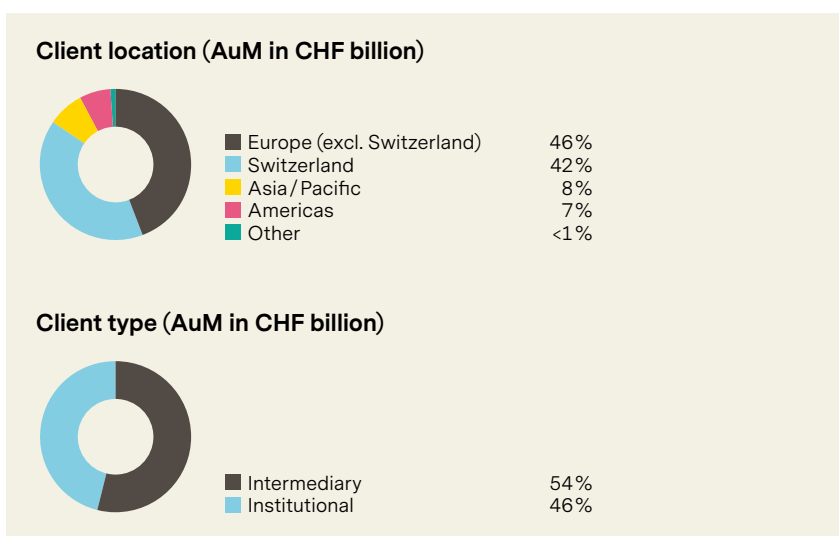 Client location (AuM in CHF billion)
Europe (excl. Switzerland) 46%
Switzerland 42%
Asia/Pacific 8%
Americas 7%
Other <1%
Client type (AuM in CHF billion)
Intermediary 54%
Institutional 46%